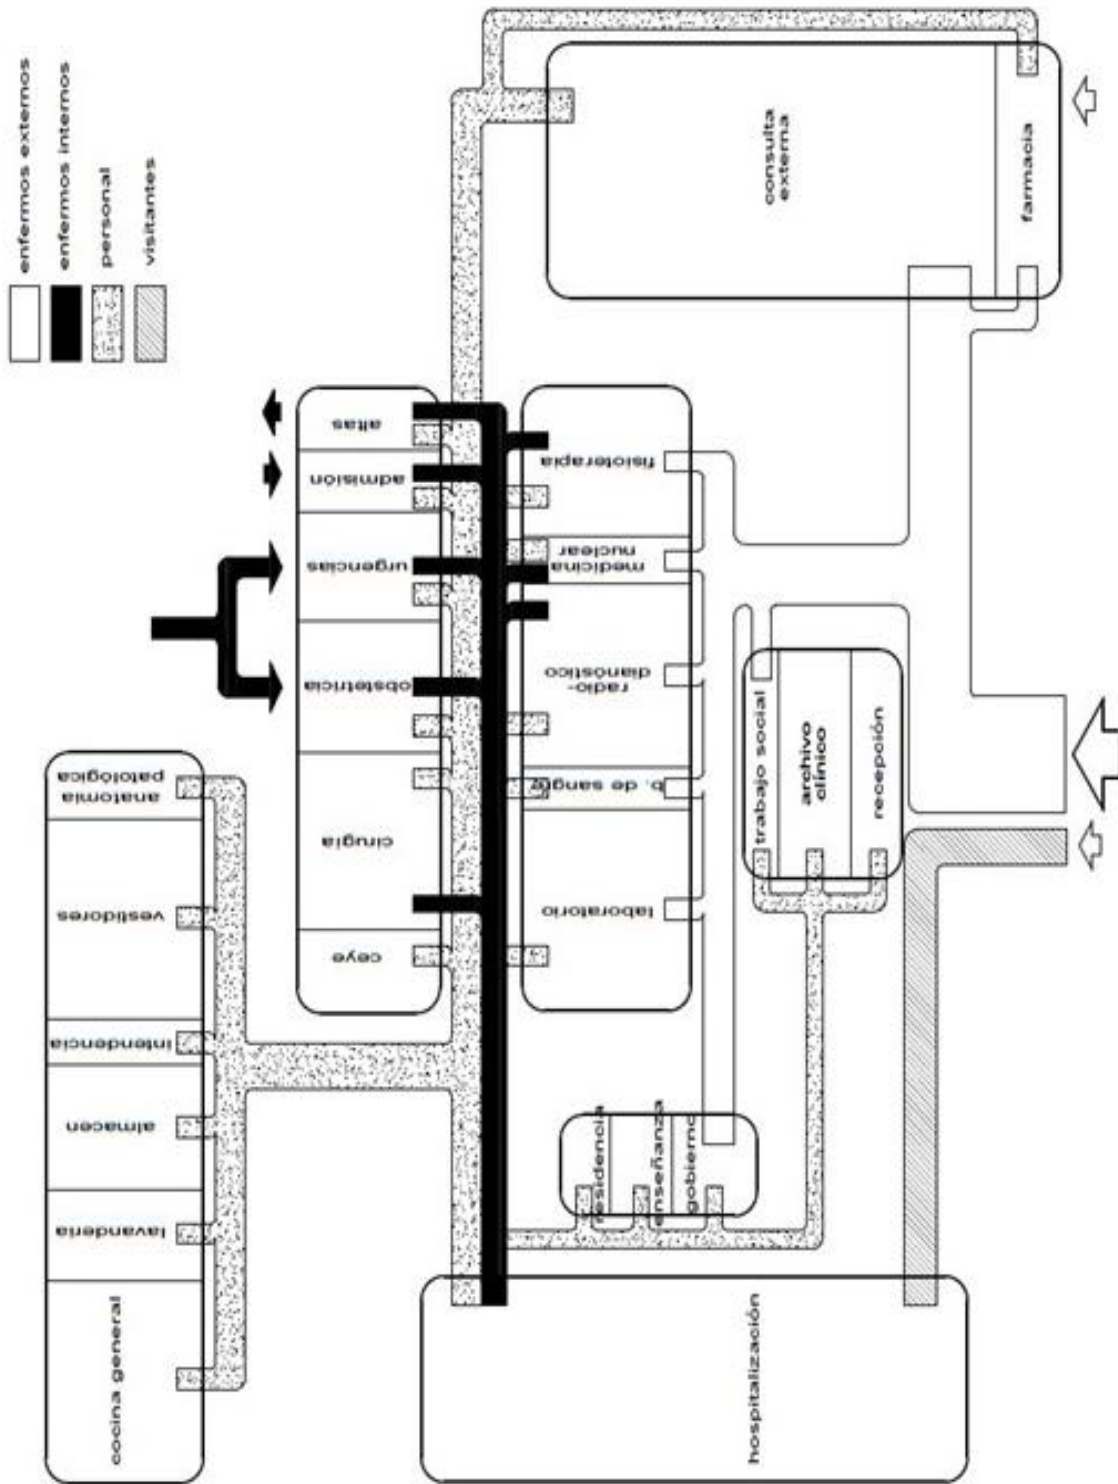 enfermos externos
enfermos internos
personal
visitantes
cocina general
lavanderia
almacen
intendencia
vestidores
anatomia
patológica
ceye
cirugía
obstetricia
urgencias
admisión
altas
laboratorio
b. de sangre
radio-
dianóstico
medicina
nuclear
fisioterapia
consulta
externa
farmacia
residencia
enseñanza
gobierno
trabajo social
archivo
clínico
recepción
hospitalización